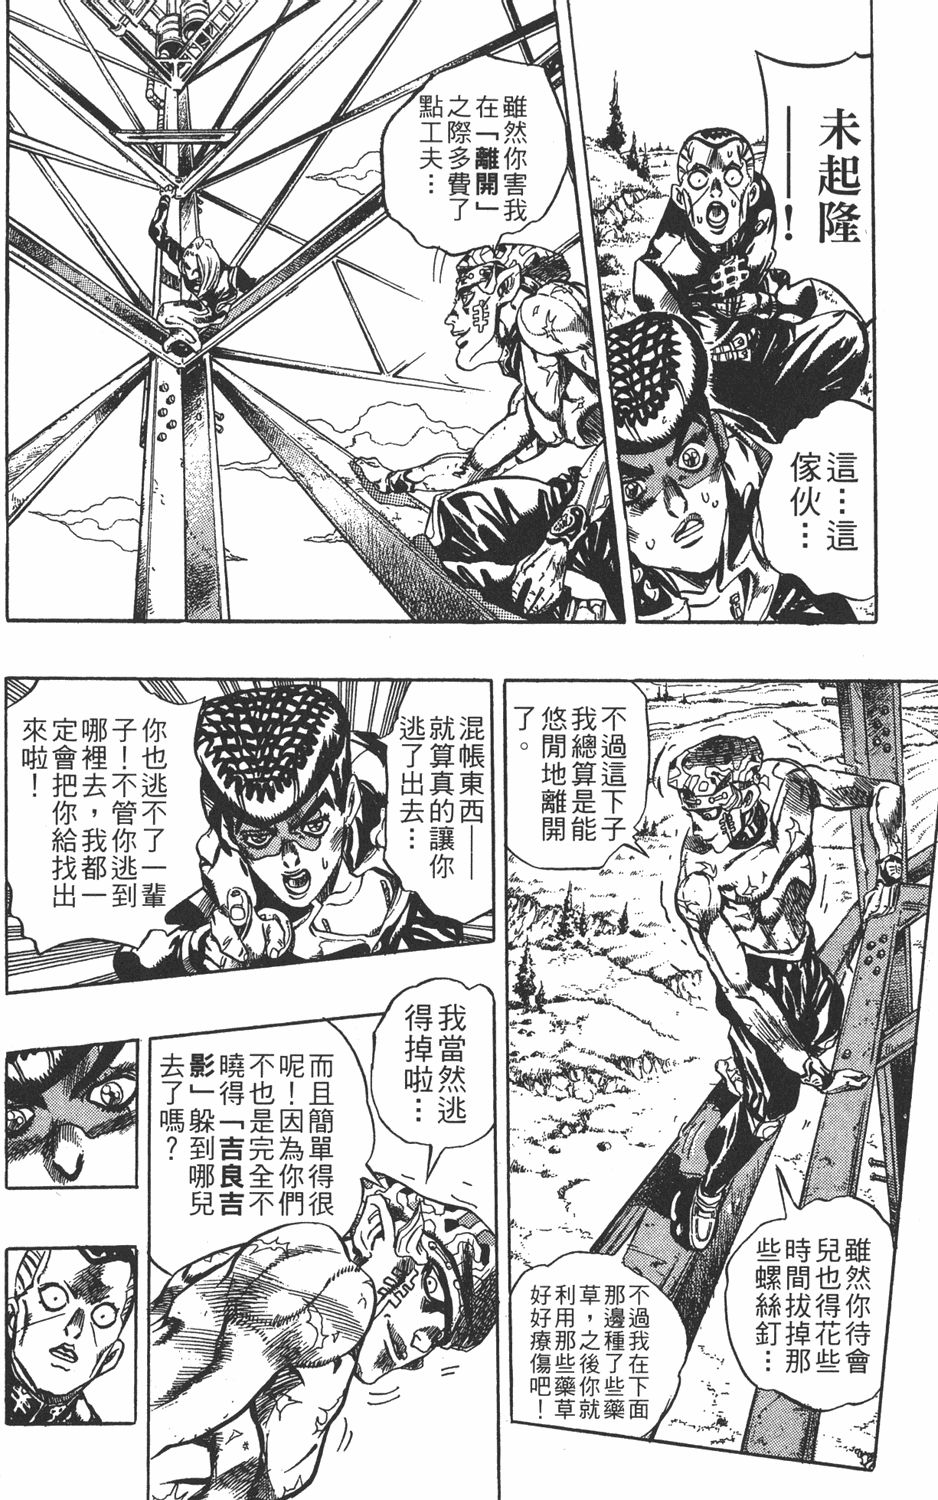 未起隆
——！
這…這
傢伙…
雖然你害我
在「離開」
之際多費了
點工夫…
不過這下子
我總算是能
悠閒地離開
了。
雖然你待會
兒也得花些
時間拔掉那
些螺絲釘…
不過我在下面
那邊種了些藥
草，之後你就
利用那些藥草
好好療傷吧！
混帳東西——
就算真的讓你
逃了出去…
你也逃不了一輩
子！不管你逃到
哪裡去，我都一
定會把你給找出
來啦！
我當然逃
得掉啦…
而且簡單得很
呢！因為你們
不也是完全不
曉得「吉良吉
影」躲到哪兒
去了嗎？